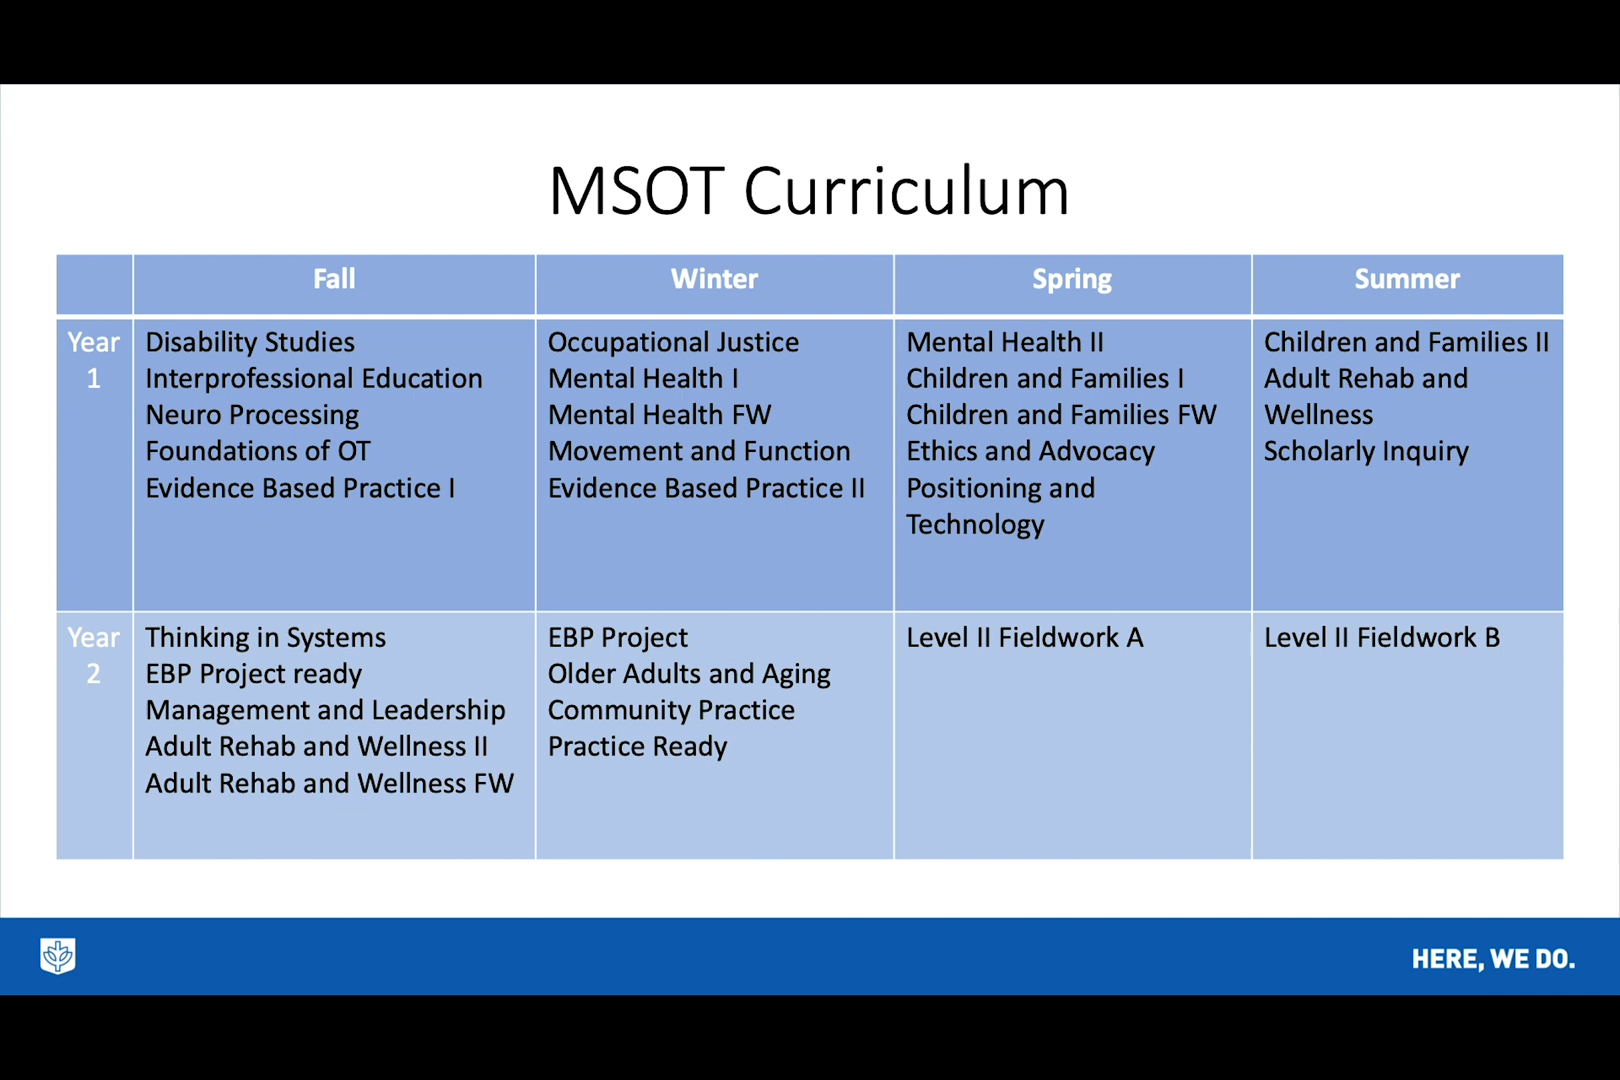 MSOT Curriculum
Fall
Winter
Spring
Summer
Year
1
Disability Studies
Interprofessional Education
Neuro Processing
Foundations of OT
Evidence Based Practice I
Occupational Justice
Mental Health I
Mental Health FW
Movement and Function
Evidence Based Practice II
Mental Health II
Children and Families I
Children and Families FW
Ethics and Advocacy
Positioning and
Technology
Children and Families II
Adult Rehab and
Wellness
Scholarly Inquiry
Year
2
Thinking in Systems
EBP Project ready
Management and Leadership
Adult Rehab and Wellness II
Adult Rehab and Wellness FW
EBP Project
Older Adults and Aging
Community Practice
Practice Ready
Level II Fieldwork A
Level II Fieldwork B
HERE, WE DO.